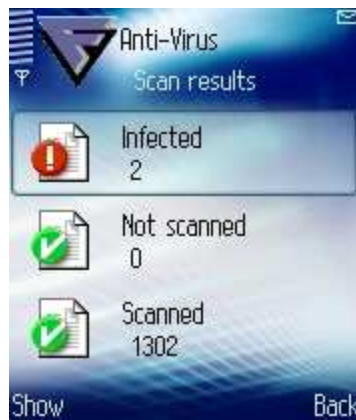 Anti-Virus
Scan results
Infected
2
Not scanned
0
Scanned
1302
Show Back